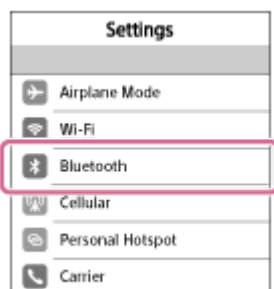 Settings
Airplane Mode
Wi-Fi
Bluetooth
Cellular
Personal Hotspot
Carrier